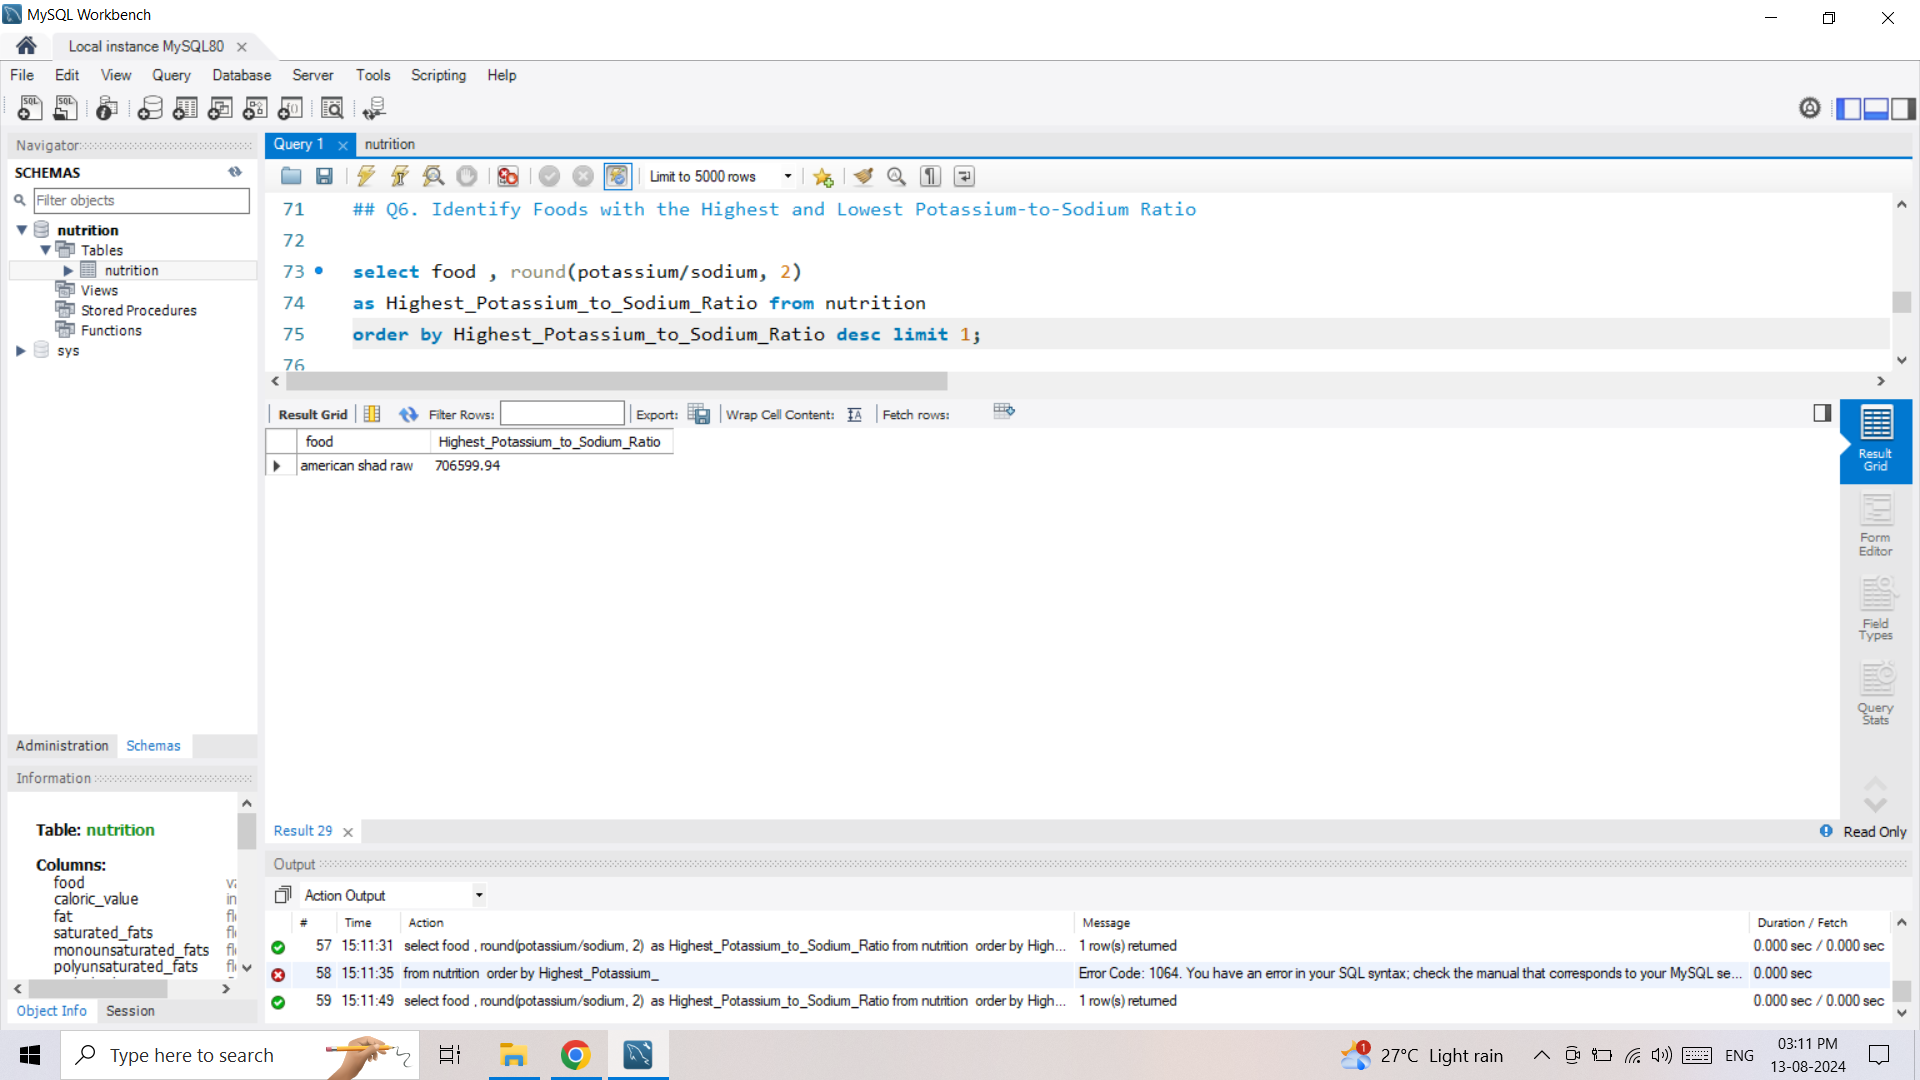 MySQL Workbench
Local instance MySQL80
File Edit View Query Database Server Tools Scripting Help
Navigator
SCHEMAS
Filter objects
nutrition
Tables
nutrition
Views
Stored Procedures
Functions
sys
Administration Schemas
Information
Table: nutrition
Columns:
food
caloric_value
fat
saturated_fats
monounsaturated_fats
polyunsaturated_fats
Object Info Session
Query 1 nutrition
Limit to 5000 rows
71 ## Q6. Identify Foods with the Highest and Lowest Potassium-to-Sodium Ratio
72
73 select food , round(potassium/sodium, 2)
74 as Highest_Potassium_to_Sodium_Ratio from nutrition
75 order by Highest_Potassium_to_Sodium_Ratio desc limit 1;
76
Result Grid Filter Rows: Export: Wrap Cell Content: Fetch rows:
food Highest_Potassium_to_Sodium_Ratio
american shad raw 706599.94
Result Grid
Form Editor
Field Types
Query Stats
Result 29 Read Only
Output
Action Output
# Time Action Message Duration / Fetch
57 15:11:31 select food , round(potassium/sodium, 2) as Highest_Potassium_to_Sodium_Ratio from nutrition order by High... 1 row(s) returned 0.000 sec / 0.000 sec
58 15:11:35 from nutrition order by Highest_Potassium_ Error Code: 1064. You have an error in your SQL syntax; check the manual that corresponds to your MySQL se... 0.000 sec
59 15:11:49 select food , round(potassium/sodium, 2) as Highest_Potassium_to_Sodium_Ratio from nutrition order by High... 1 row(s) returned 0.000 sec / 0.000 sec
Type here to search
1 27°C Light rain ENG 03:11 PM
13-08-2024